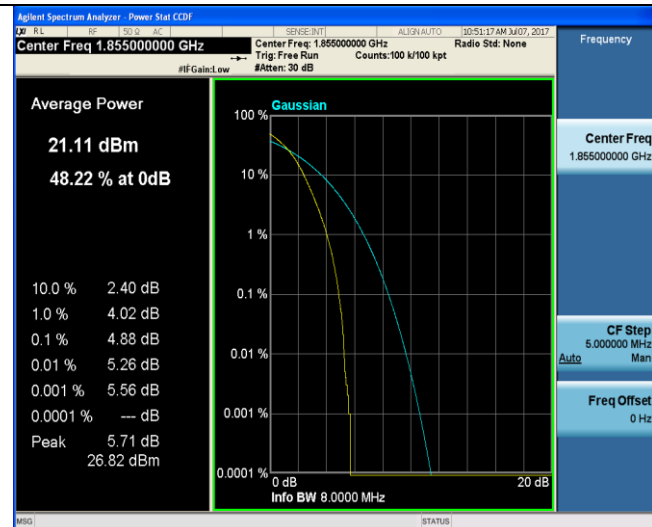 Agilent Spectrum Analyzer - Power Stat CCDF
RL RF 50 Ω AC SENSE:INT ALIGN AUTO 10:51:17 AM Jul 07, 2017
Center Freq 1.855000000 GHz
Center Freq: 1.855000000 GHz Radio Std: None
Trig: Free Run Counts:100 k/100 kpt
#IFGain:Low #Atten: 30 dB
Frequency
Average Power
21.11 dBm
48.22 % at 0dB
10.0 % 2.40 dB
1.0 % 4.02 dB
0.1 % 4.88 dB
0.01 % 5.26 dB
0.001 % 5.56 dB
0.0001 % --- dB
Peak 5.71 dB
26.82 dBm
Gaussian
100 %
10 %
1 %
0.1 %
0.01 %
0.001 %
0.0001 %
0 dB 20 dB
Info BW 8.0000 MHz
Center Freq
1.855000000 GHz
CF Step
5.000000 MHz
Auto Man
Freq Offset
0 Hz
MSG STATUS